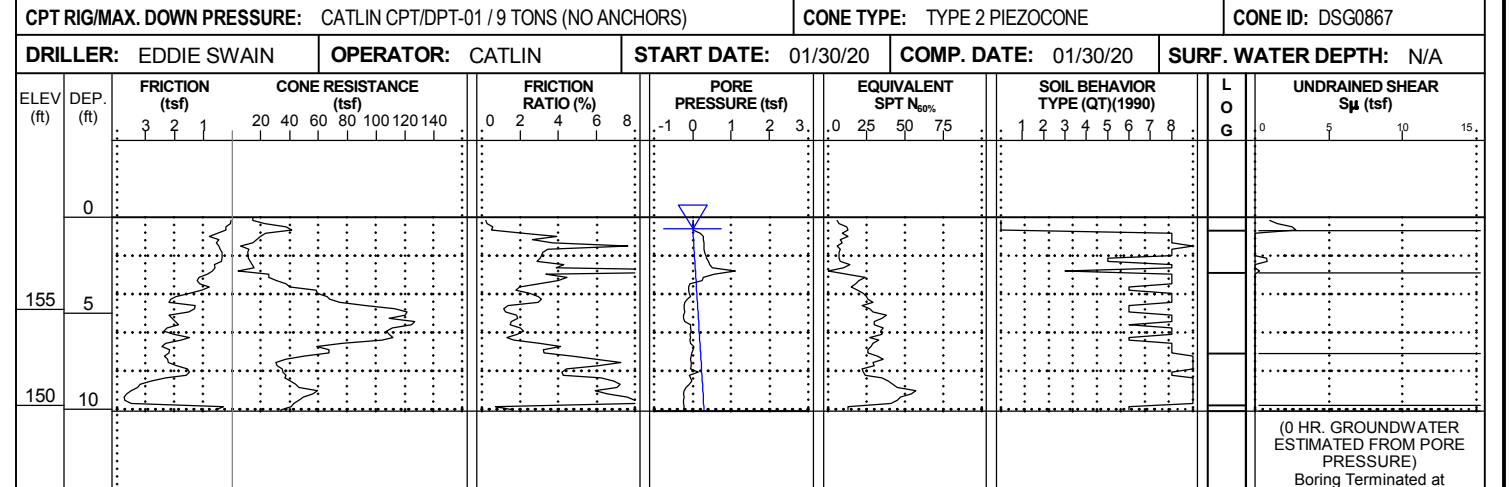 CPT RIG/MAX. DOWN PRESSURE: CATLIN CPT/DPT-01 / 9 TONS (NO ANCHORS) CONE TYPE: TYPE 2 PIEZOCONE CONE ID: DSG0867
DRILLER: EDDIE SWAIN OPERATOR: CATLIN START DATE: 01/30/20 COMP. DATE: 01/30/20 SURF. WATER DEPTH: N/A
ELEV (ft)
DEP. (ft)
FRICTION (tsf)
3 2 1
CONE RESISTANCE (tsf)
20 40 60 80 100 120 140
FRICTION RATIO (%)
0 2 4 6 8
PORE PRESSURE (tsf)
-1 0 1 2 3
EQUIVALENT SPT N60%
0 25 50 75
SOIL BEHAVIOR TYPE (QT)(1990)
1 2 3 4 5 6 7 8
L
O
G
UNDRAINED SHEAR
Sµ (tsf)
0 5 10 15
0
155 5
150 10
(0 HR. GROUNDWATER
ESTIMATED FROM PORE
PRESSURE)
Boring Terminated at